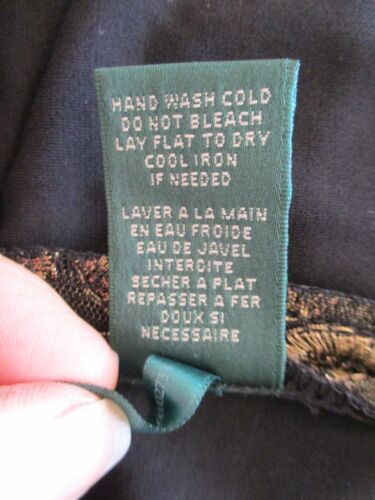 HAND WASH COLD
DO NOT BLEACH
LAY FLAT TO DRY
COOL IRON
IF NEEDED
LAVER A LA MAIN
EN EAU FROIDE
EAU DE JAVEL
INTERDITE
SECHER A PLAT
REPASSER A FER
DOUX SI
NECESSAIRE